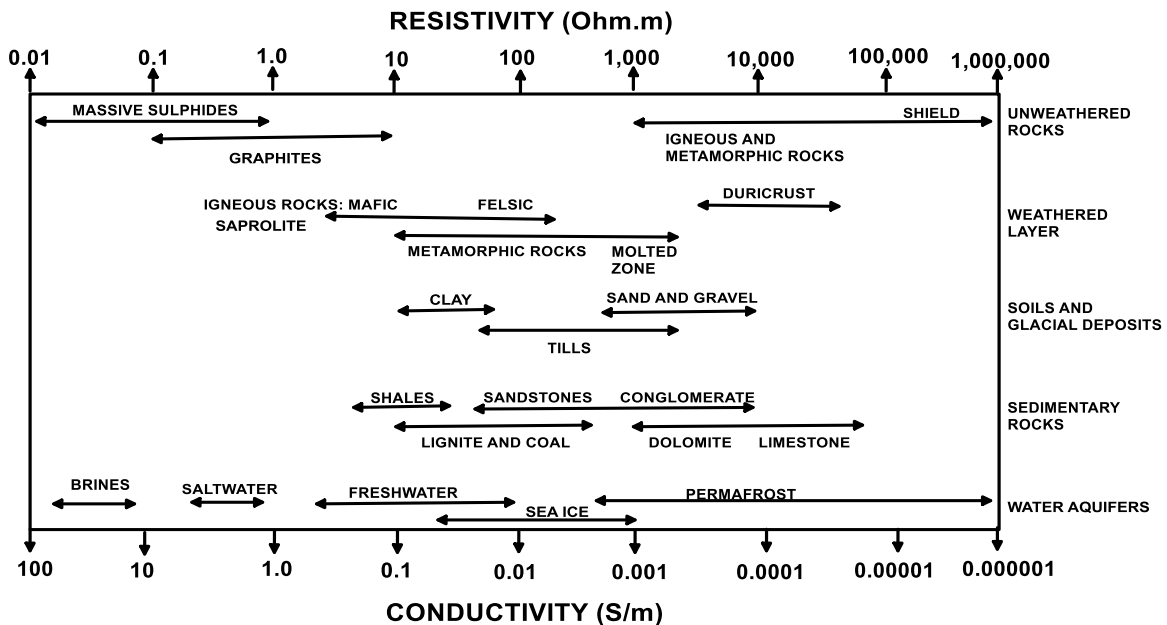 RESISTIVITY (Ohm.m)
0.01 0.1 1.0 10 100 1,000 10,000 100,000 1,000,000
MASSIVE SULPHIDES
GRAPHITES
SHIELD
IGNEOUS AND
METAMORPHIC ROCKS
UNWEATHERED
ROCKS
IGNEOUS ROCKS: MAFIC
SAPROLITE
FELSIC
DURICRUST
METAMORPHIC ROCKS
MOLTED
ZONE
WEATHERED
LAYER
CLAY
SAND AND GRAVEL
TILLS
SOILS AND
GLACIAL DEPOSITS
SHALES
SANDSTONES
CONGLOMERATE
LIGNITE AND COAL
DOLOMITE
LIMESTONE
SEDIMENTARY
ROCKS
BRINES
SALTWATER
FRESHWATER
SEA ICE
PERMAFROST
WATER AQUIFERS
100 10 1.0 0.1 0.01 0.001 0.0001 0.00001 0.000001
CONDUCTIVITY (S/m)